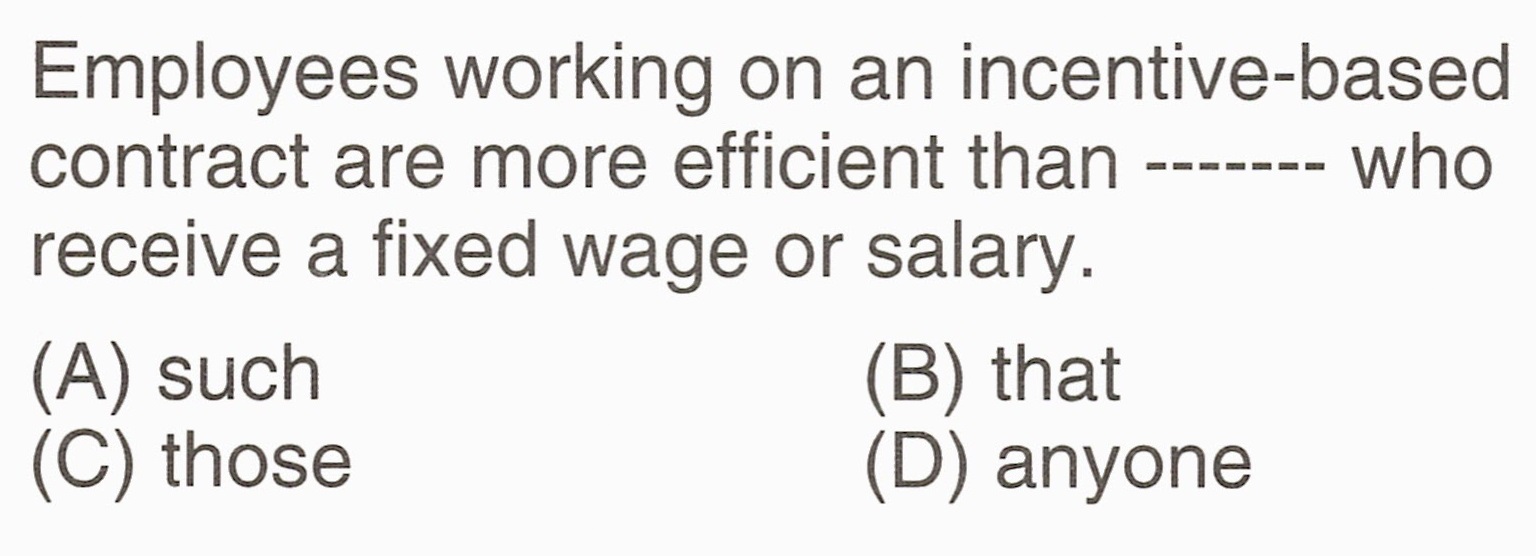 Employees working on an incentive-based
contract are more efficient than ------- who
receive a fixed wage or salary.
(A) such (B) that
(C) those (D) anyone